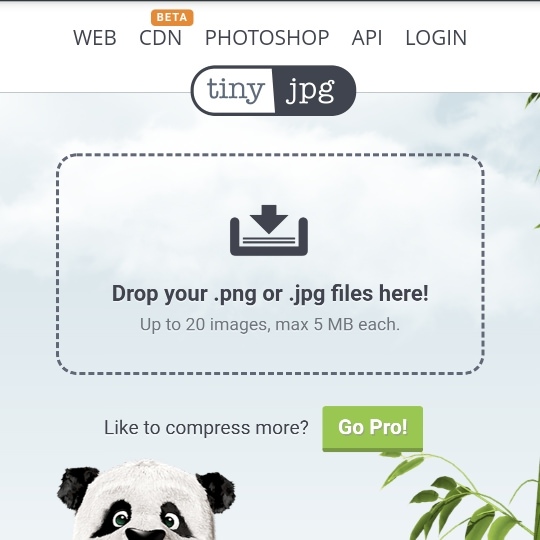 BETA
WEB CDN PHOTOSHOP API LOGIN
tiny jpg
Drop your .png or .jpg files here!
Up to 20 images, max 5 MB each.
Like to compress more? Go Pro!